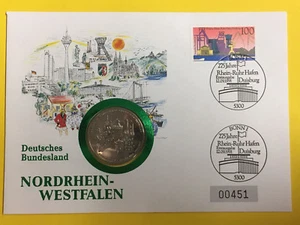 100
225 Jahre
Rhein-Ruhr Hafen
Duisburg
5300
BONN
225 Jahre
Rhein-Ruhr Hafen
Duisburg
5300
Deutsches
Bundesland
NORDRHEIN-
WESTFALEN
00451